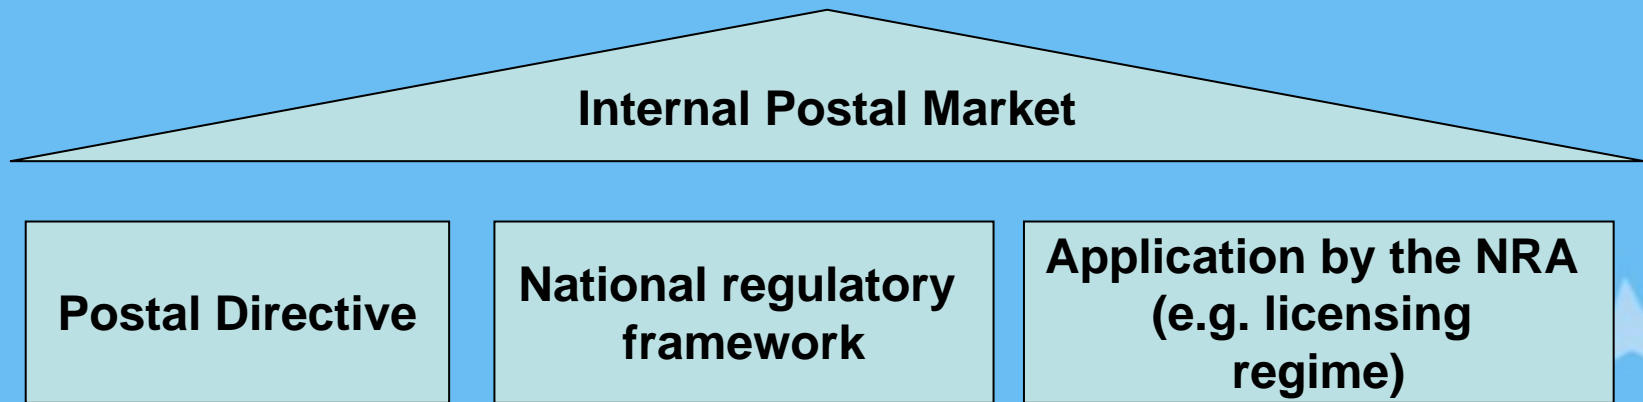 Internal Postal Market
Postal Directive
National regulatory
framework
Application by the NRA
(e.g. licensing
regime)